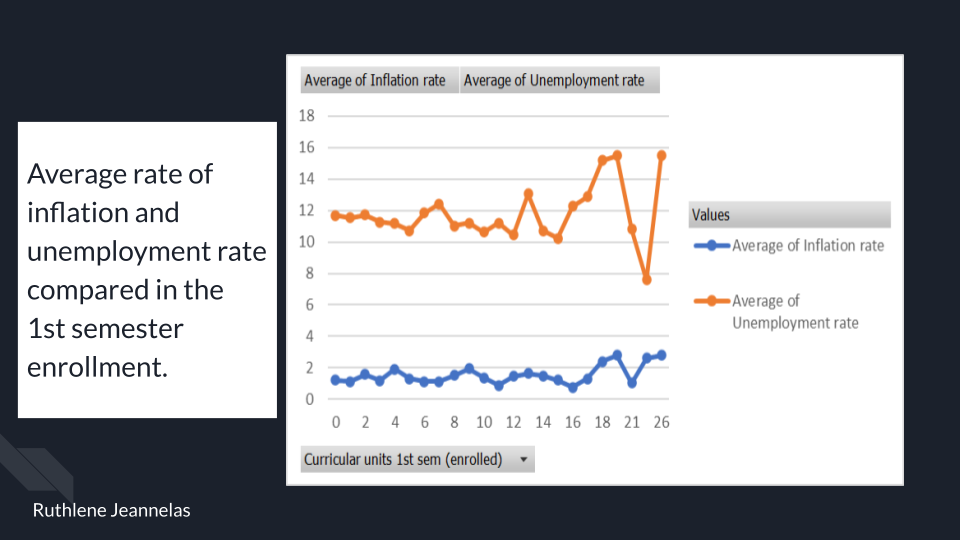 Average rate of
inflation and
unemployment rate
compared in the
1st semester
enrollment.
Average of Inflation rate Average of Unemployment rate
18
16
14
12
10
8
6
4
2
0
0 2 4 6 8 10 12 14 16 18 21 26
Values
Average of Inflation rate
Average of
Unemployment rate
Curricular units 1st sem (enrolled)
Ruthlene Jeannelas